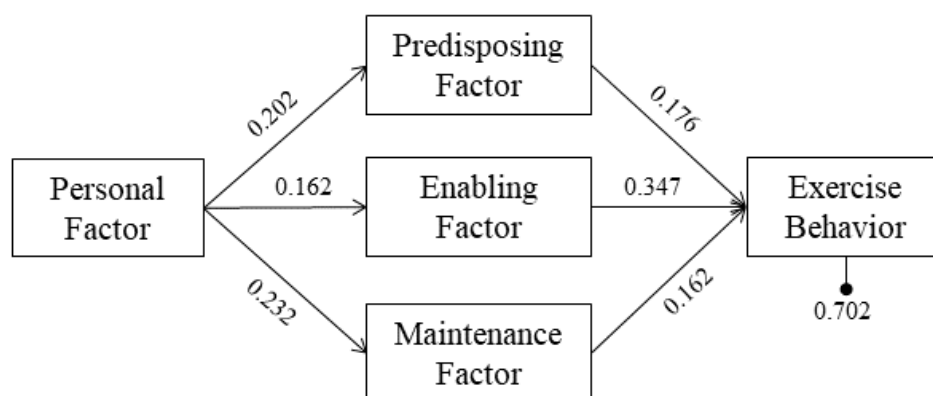 Predisposing
Factor
0.202
0.176
Personal
Factor
0.162
Enabling
Factor
0.347
Exercise
Behavior
0.232
0.162
0.702
Maintenance
Factor